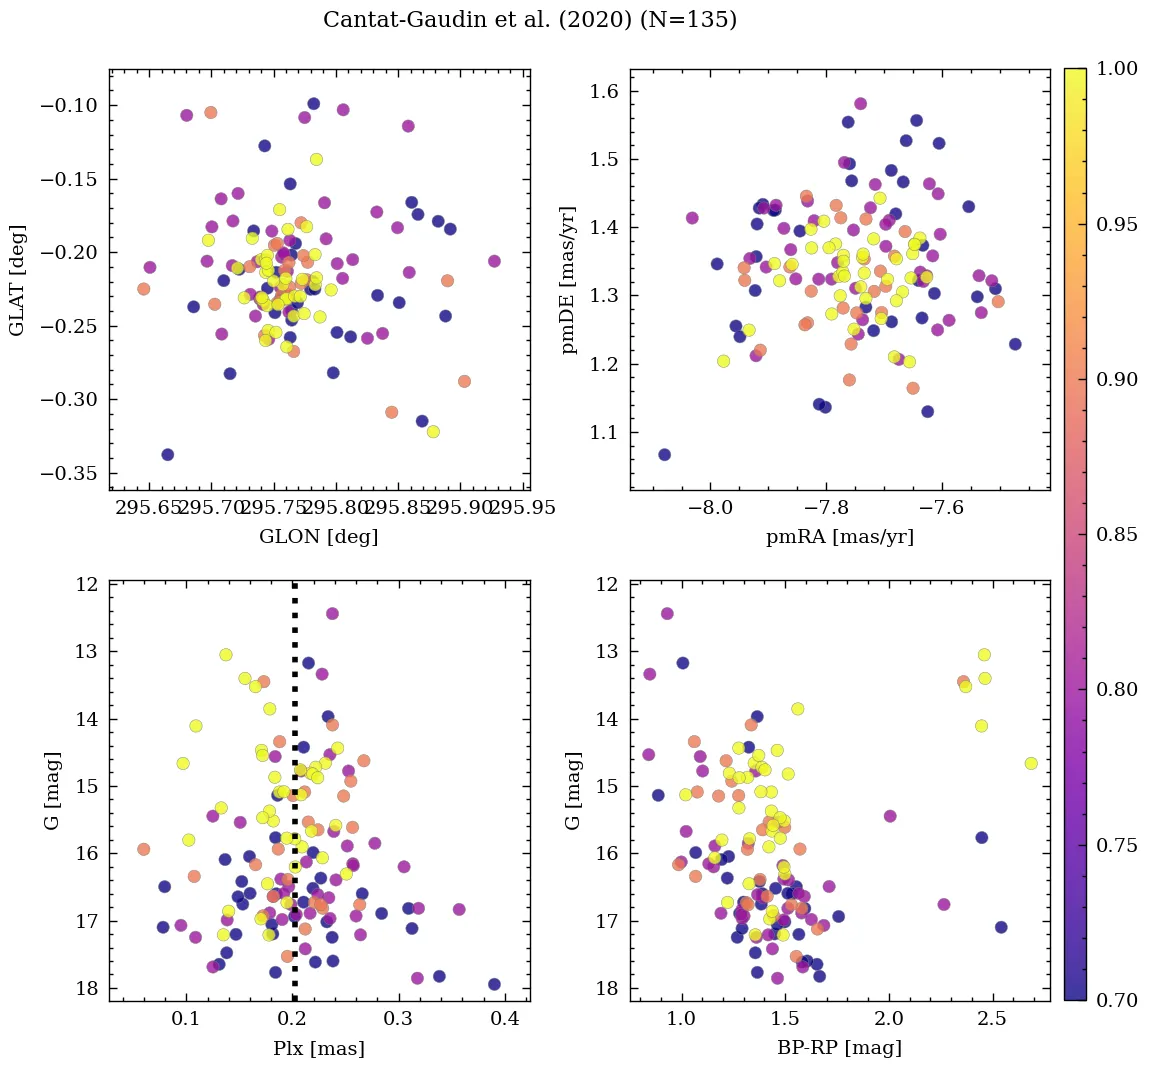 Cantat-Gaudin et al. (2020) (N=135)
−0.10
−0.15
−0.20
−0.25
−0.30
−0.35
GLAT [deg]
295.65 295.70 295.75 295.80 295.85 295.90 295.95
GLON [deg]
1.6
1.5
1.4
1.3
1.2
1.1
pmDE [mas/yr]
−8.0 −7.8 −7.6
pmRA [mas/yr]
12
13
14
15
16
17
18
G [mag]
0.1 0.2 0.3 0.4
Plx [mas]
12
13
14
15
16
17
18
G [mag]
1.0 1.5 2.0 2.5
BP-RP [mag]
1.00
0.95
0.90
0.85
0.80
0.75
0.70